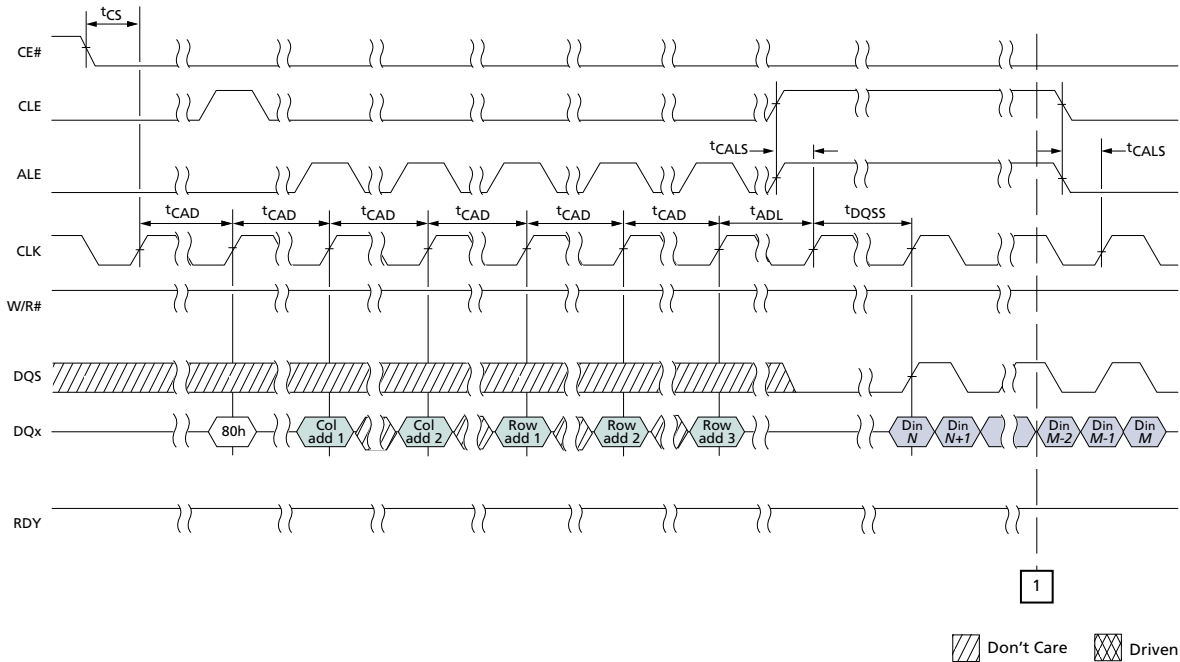 tCS
CE#
CLE
tCALS
tCALS
ALE
tCAD
tCAD
tCAD
tCAD
tCAD
tCAD
tADL
tDQSS
CLK
W/R#
DQS
DQx
80h
Col
add 1
Col
add 2
Row
add 1
Row
add 2
Row
add 3
Din
N
Din
N+1
Din
M-2
Din
M-1
Din
M
RDY
1
Don't Care
Driven